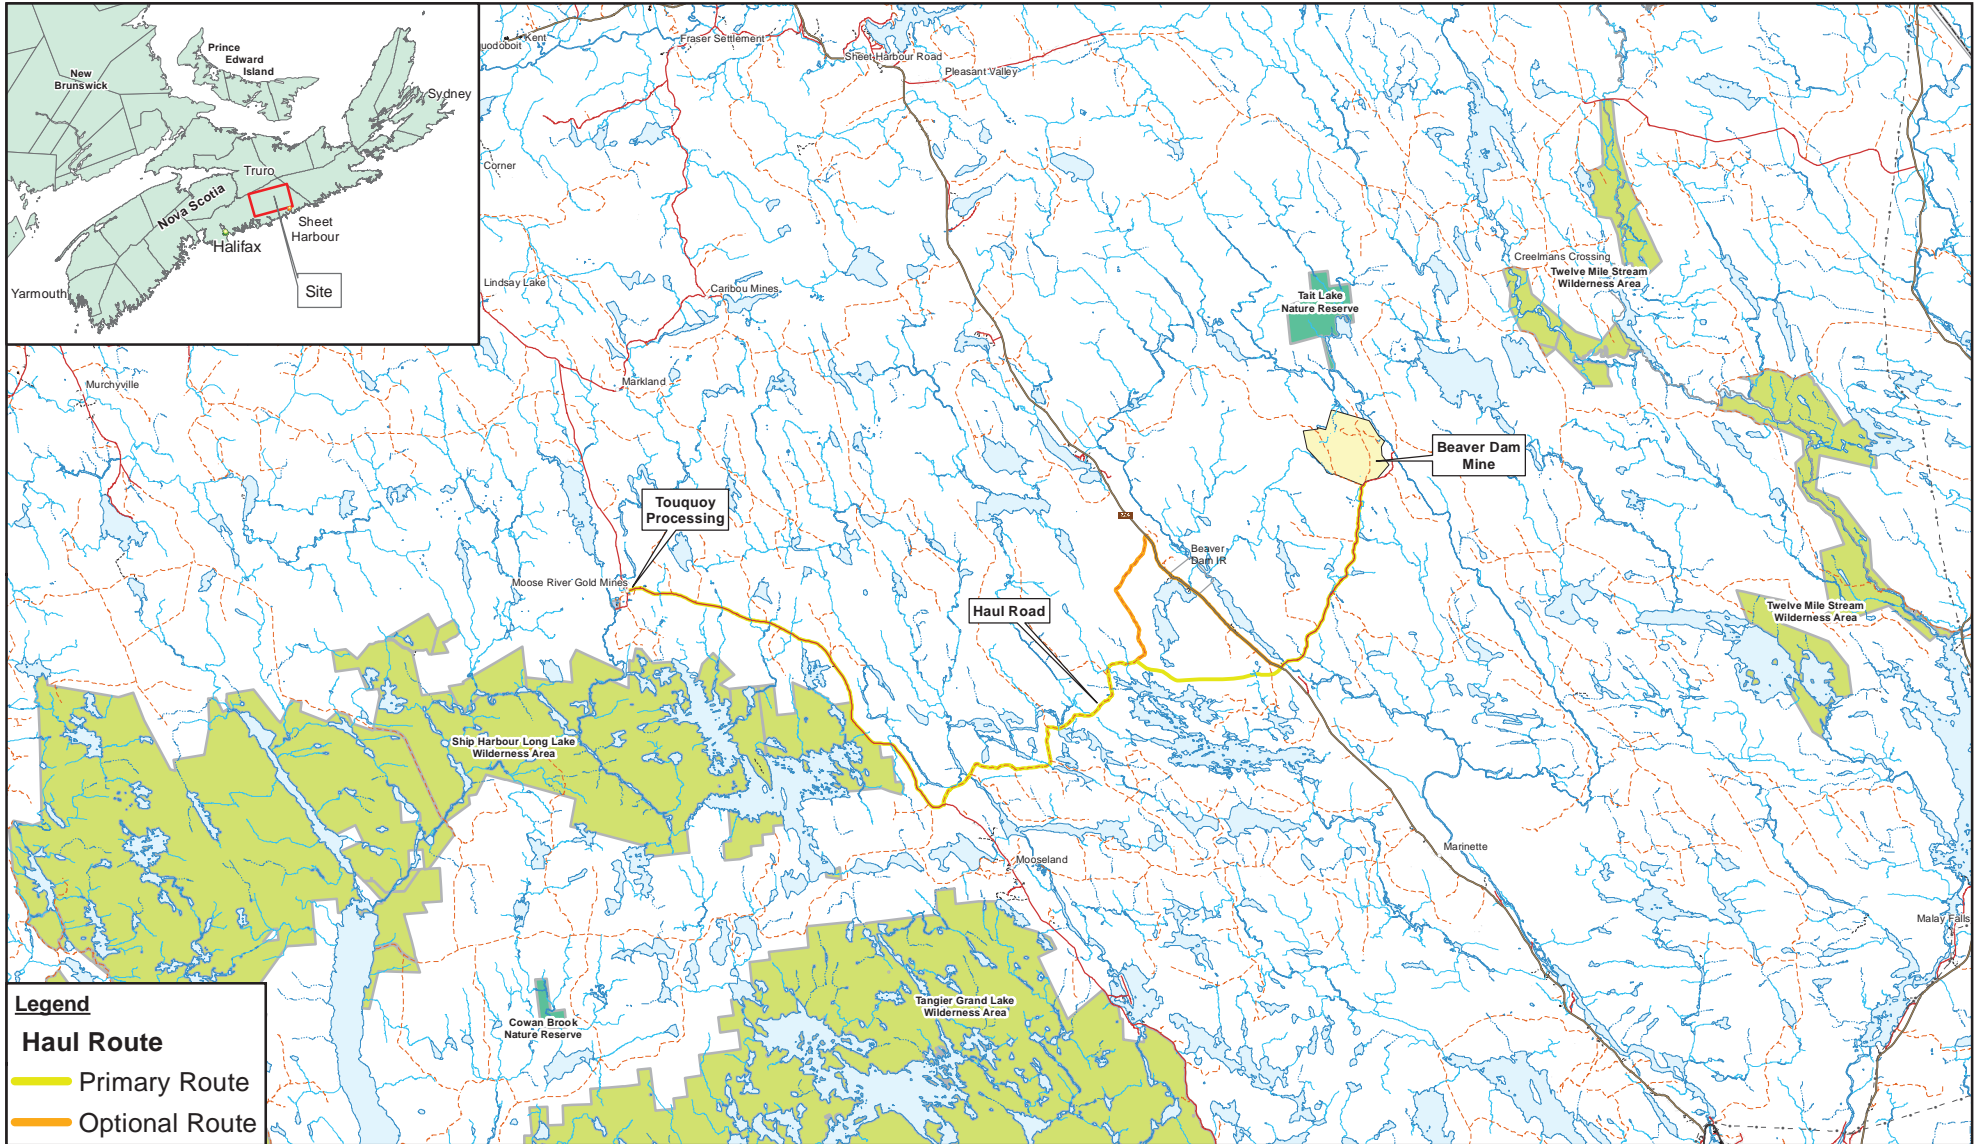 Prince
Edward
Island
New
Brunswick
Sydney
Truro
Nova Scotia
Sheet
Harbour
Halifax
Yarmouth
Site
uodoboit
Kent
Fraser Settlement
Sheet Harbour Road
Pleasant Valley
Corner
Lindsay Lake
Caribou Mines
Creelmans Crossing
Twelve Mile Stream
Wilderness Area
Tait Lake
Nature Reserve
Murchyville
Markland
Beaver Dam
Mine
Touquoy
Processing
224
Beaver
Dam IR
Moose River Gold Mines
Haul Road
Twelve Mile Stream
Wilderness Area
Ship Harbour Long Lake
Wilderness Area
Mooseland
Marinette
Malay Falls
Tangier Grand Lake
Wilderness Area
Cowan Brook
Nature Reserve
Legend
Haul Route
Primary Route
Optional Route